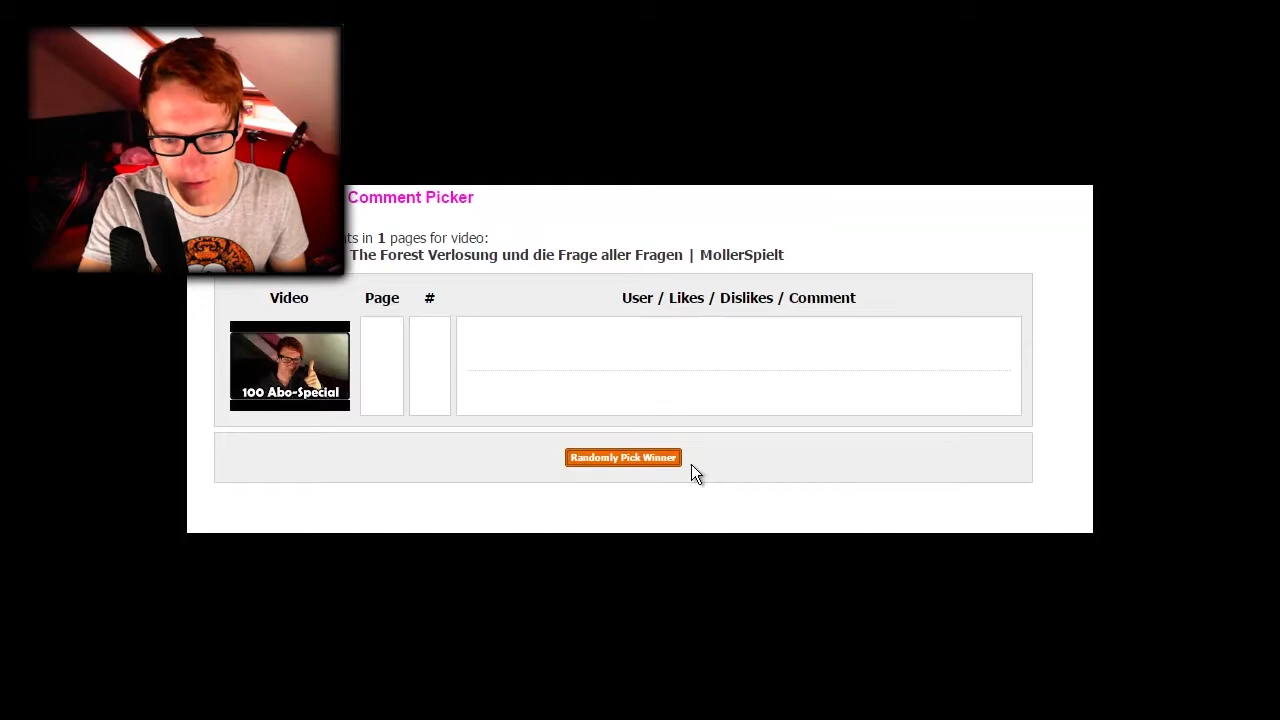 Comment Picker
ts in 1 pages for video:
The Forest Verlosung und die Frage aller Fragen | MollerSpielt
Video Page # User / Likes / Dislikes / Comment
100 Abo-Special
Randomly Pick Winner